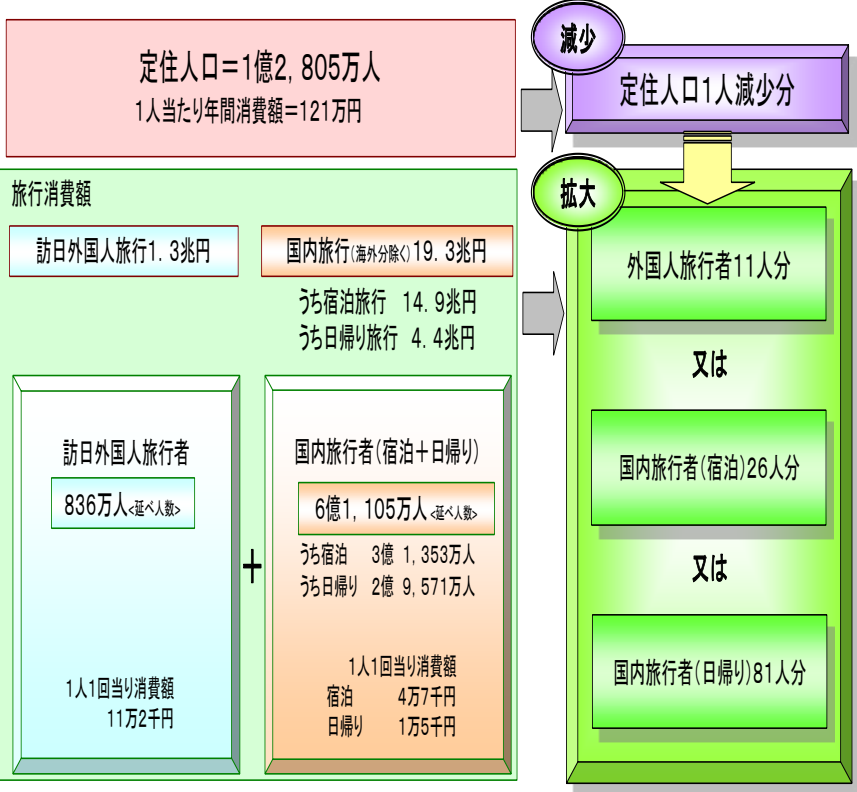 定住人口＝1億2，805万人
1人当たり年間消費額＝121万円
減少
定住人口1人減少分
旅行消費額
訪日外国人旅行1．3兆円
国内旅行(海外分除く)19．3兆円
うち宿泊旅行 14．9兆円
うち日帰り旅行 4．4兆円
訪日外国人旅行者
836万人<延べ人数>
1人1回当り消費額
11万2千円
+
国内旅行者(宿泊＋日帰り)
6億1，105万人<延べ人数>
うち宿泊 3億 1，353万人
うち日帰り 2億 9，571万人
1人1回当り消費額
宿泊 4万7千円
日帰り 1万5千円
拡大
外国人旅行者11人分
又は
国内旅行者(宿泊)26人分
又は
国内旅行者(日帰り)81人分